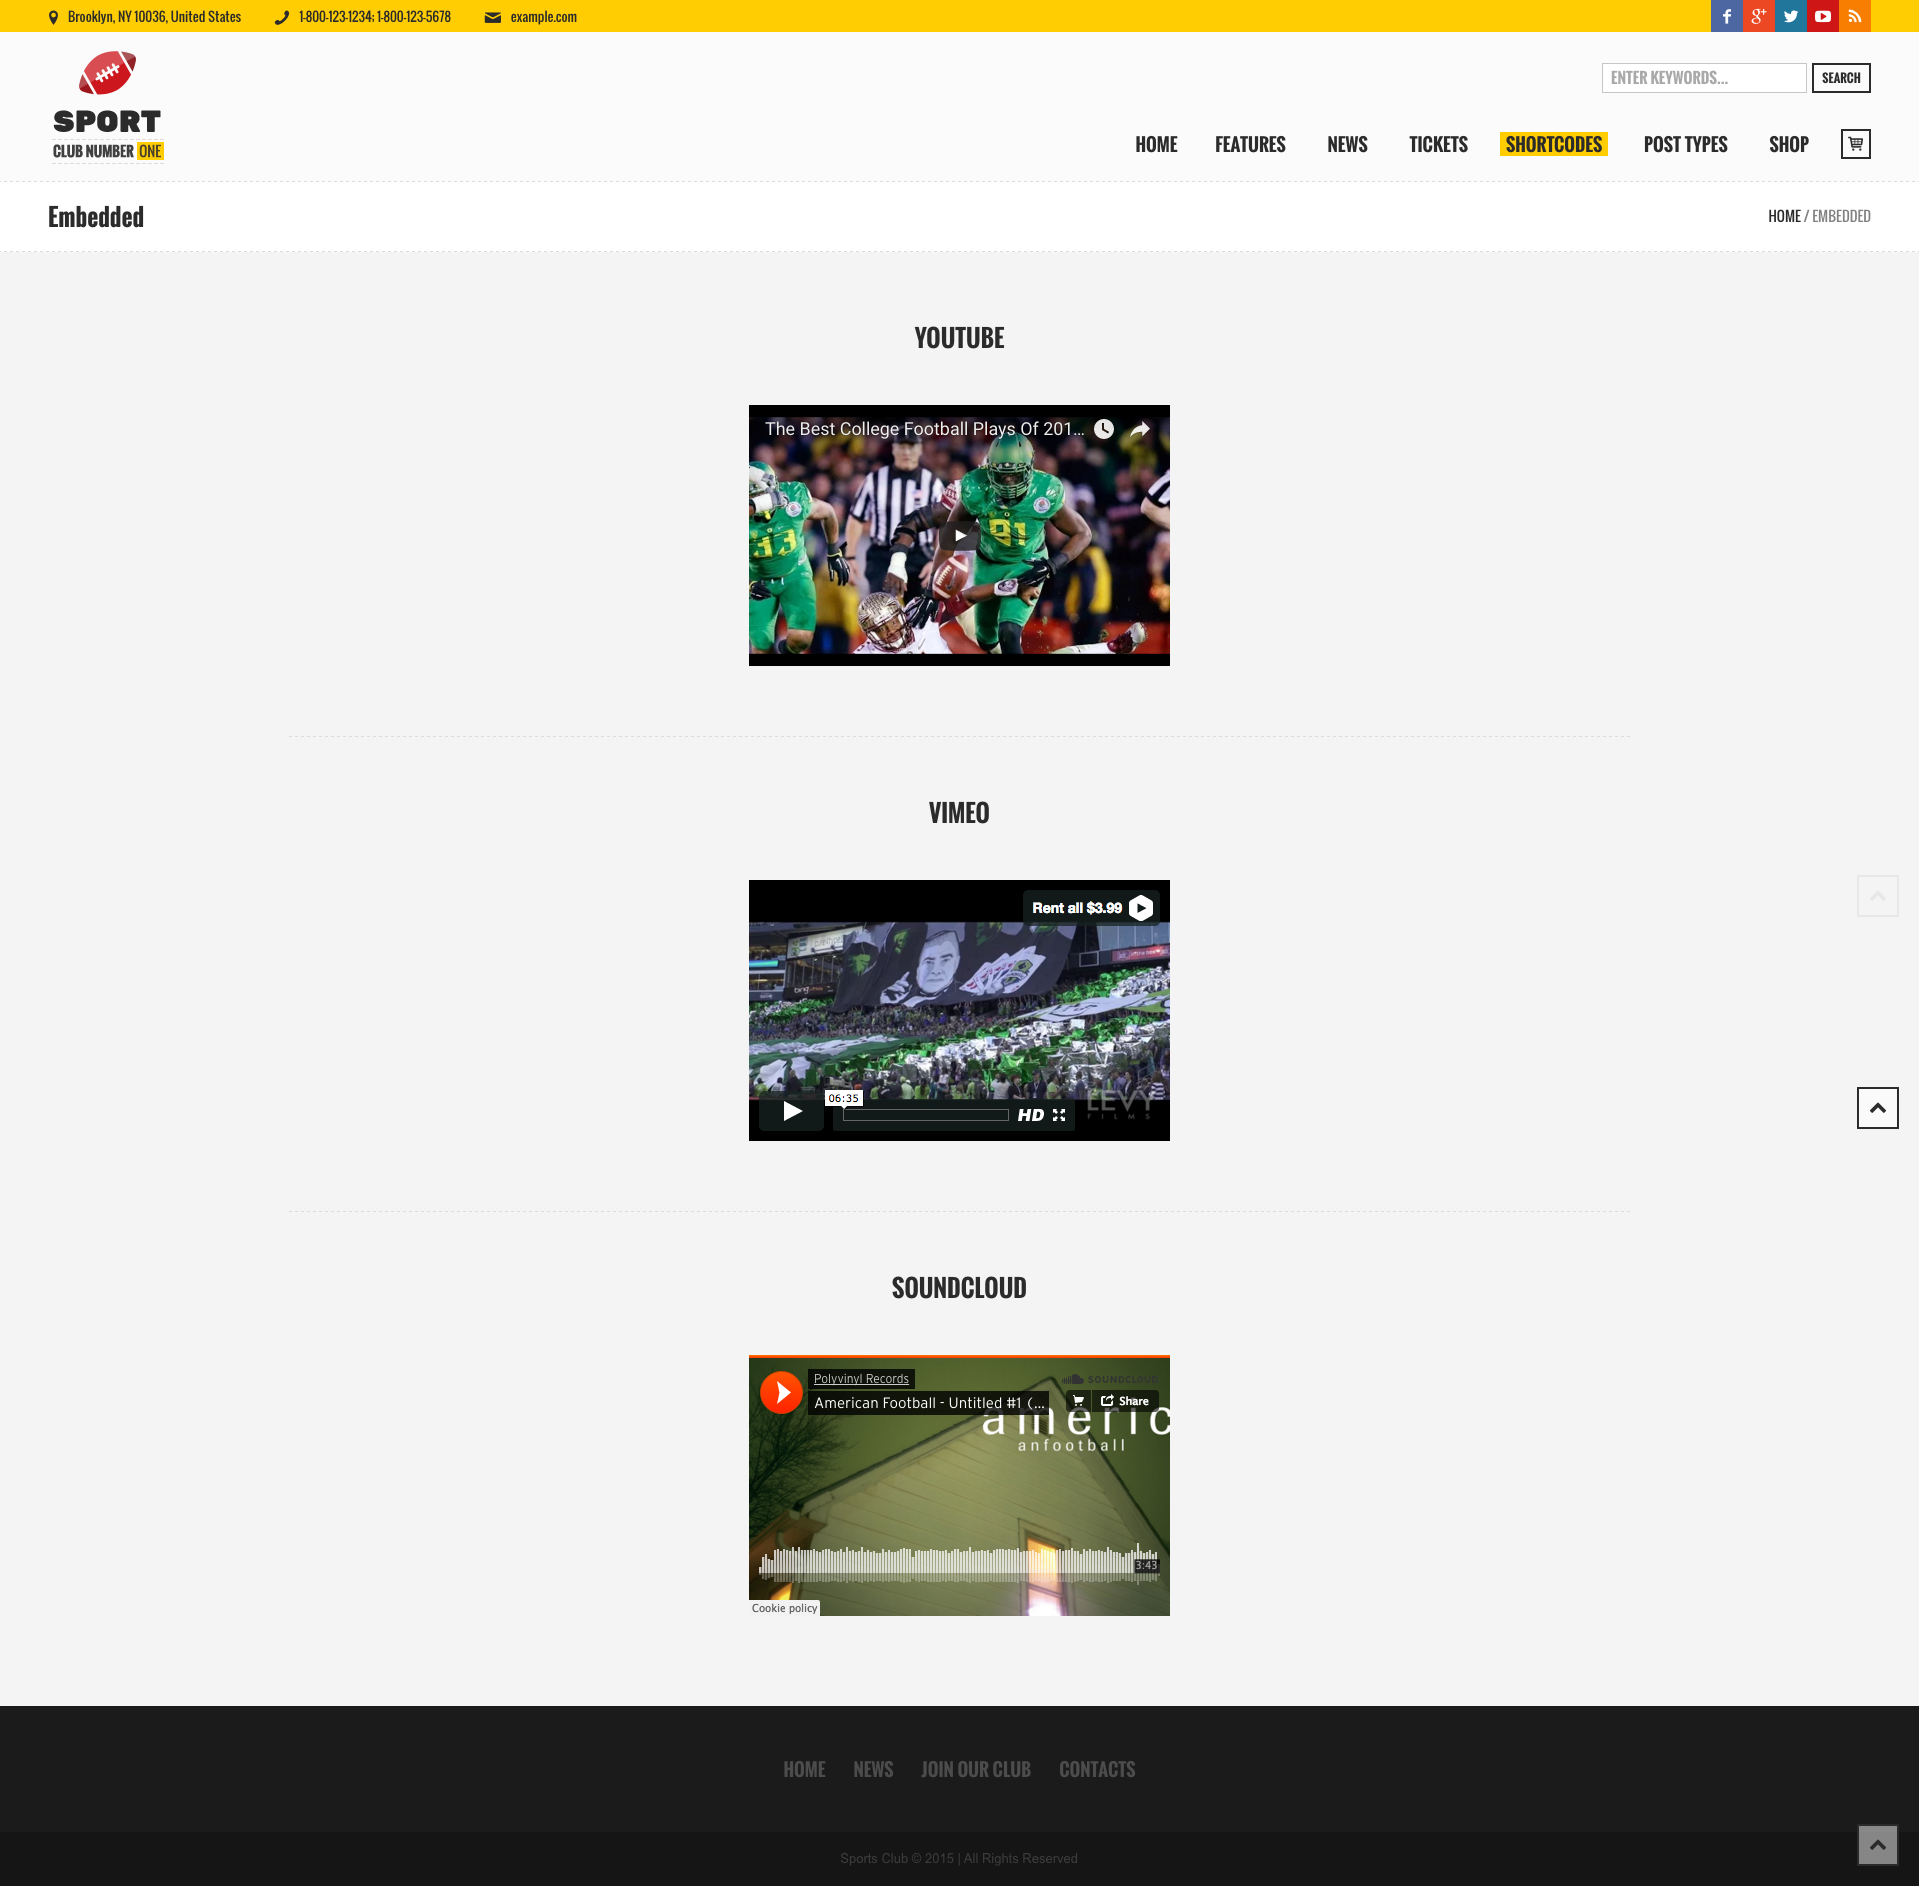 Brooklyn, NY 10036, United States
1-800-123-1234; 1-800-123-5678
example.com
SPORT
CLUB NUMBER ONE
ENTER KEYWORDS...
SEARCH
HOME
FEATURES
NEWS
TICKETS
SHORTCODES
POST TYPES
SHOP
Embedded
HOME / EMBEDDED
YOUTUBE
The Best College Football Plays Of 201...
13
91
VIMEO
Rent all $3.99
bing
06:35
HD
LEVY
FILMS
SOUNDCLOUD
Polyvinyl Records
SOUNDCLOUD
American Football - Untitled #1 (...
Share
americ
anfootball
3:43
Cookie policy
HOME
NEWS
JOIN OUR CLUB
CONTACTS
Sports Club © 2015 | All Rights Reserved